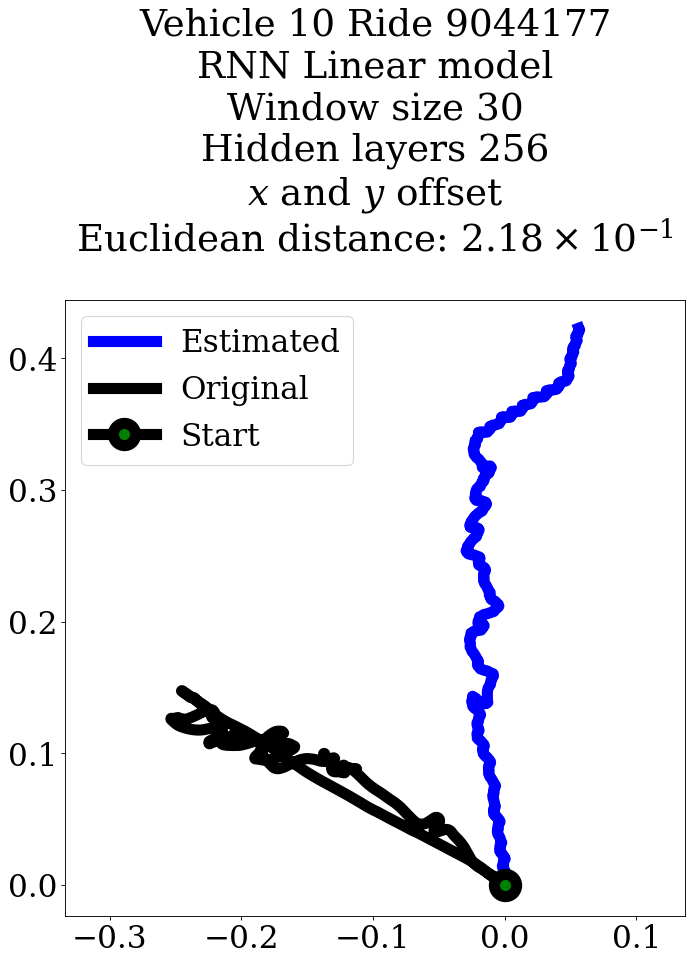 Vehicle 10 Ride 9044177
RNN Linear model
Window size 30
Hidden layers 256
x and y offset
Euclidean distance: 2.18 × 10⁻¹
Estimated
Original
Start
0.4
0.3
0.2
0.1
0.0
−0.3 −0.2 −0.1 0.0 0.1